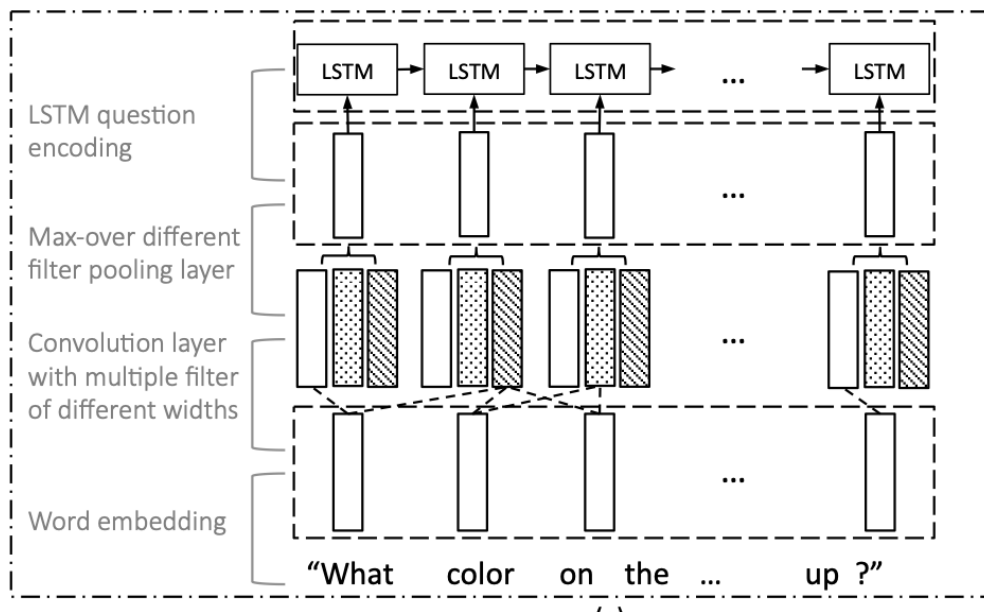 LSTM LSTM LSTM ... LSTM
LSTM question
encoding
...
Max-over different
filter pooling layer
...
Convolution layer
with multiple filter
of different widths
...
Word embedding
“What color on the ... up ?”